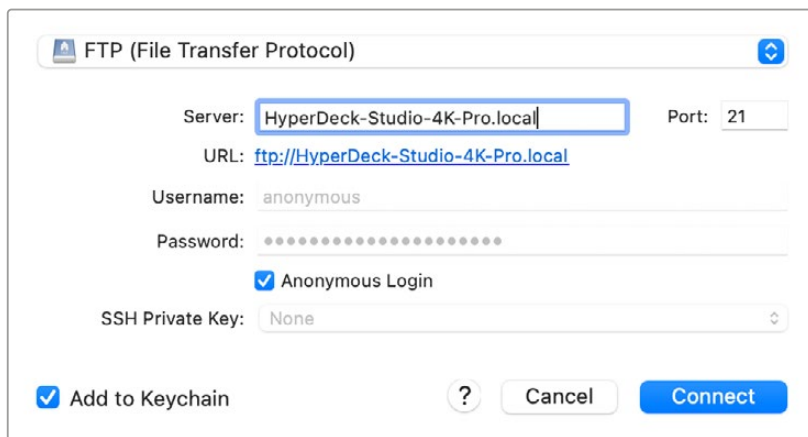 FTP (File Transfer Protocol)
Server: HyperDeck-Studio-4K-Pro.local Port: 21
URL: ftp://HyperDeck-Studio-4K-Pro.local
Username: anonymous
Password: ●●●●●●●●●●●●●●●●●●●●●
Anonymous Login
SSH Private Key: None
Add to Keychain ? Cancel Connect